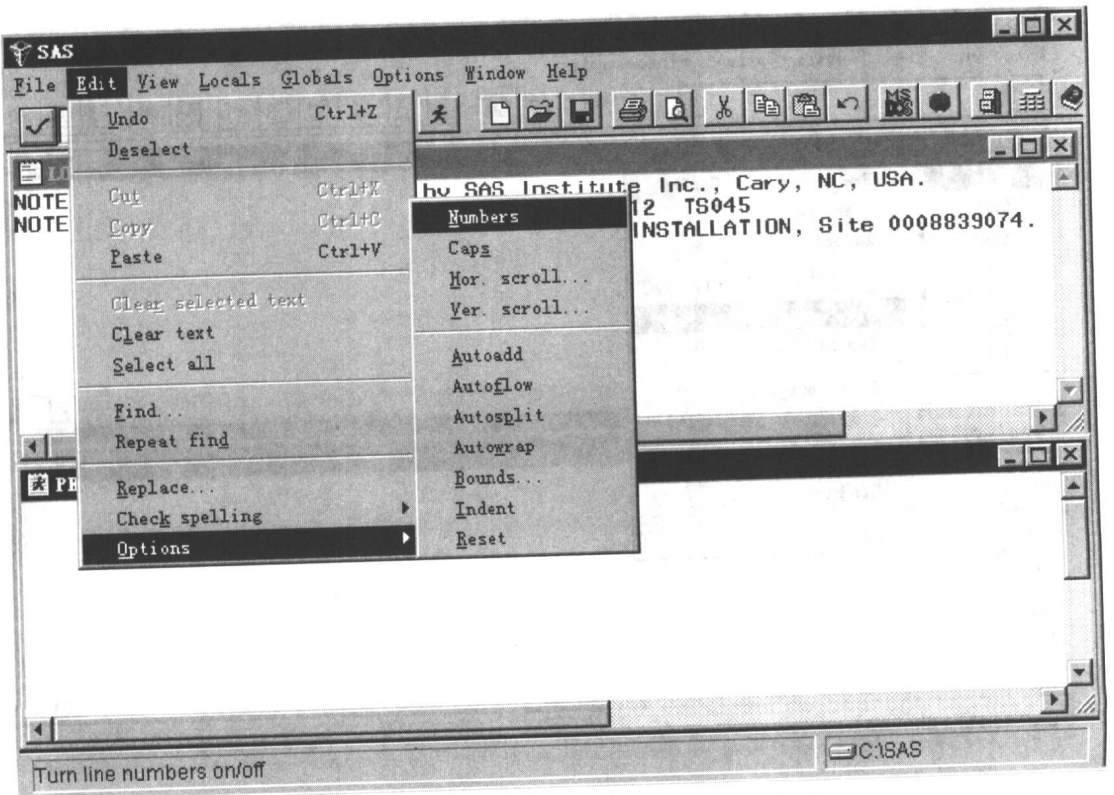 SAS
File Edit View Locals Globals Options Window Help
MS DOS
Undo Ctrl+Z
Deselect
Cut Ctrl+X
Copy Ctrl+C
Paste Ctrl+V
Clear selected text
Clear text
Select all
Find...
Repeat find
Replace...
Check spelling
Options
Numbers
Caps
Hor. scroll...
Ver. scroll...
Autoadd
Autoflow
Autosplit
Autowrap
Bounds...
Indent
Reset
NOTE
by SAS Institute Inc., Cary, NC, USA.
12 TS045
NOTE
INSTALLATION, Site 0008839074.
Turn line numbers on/off
C:\SAS